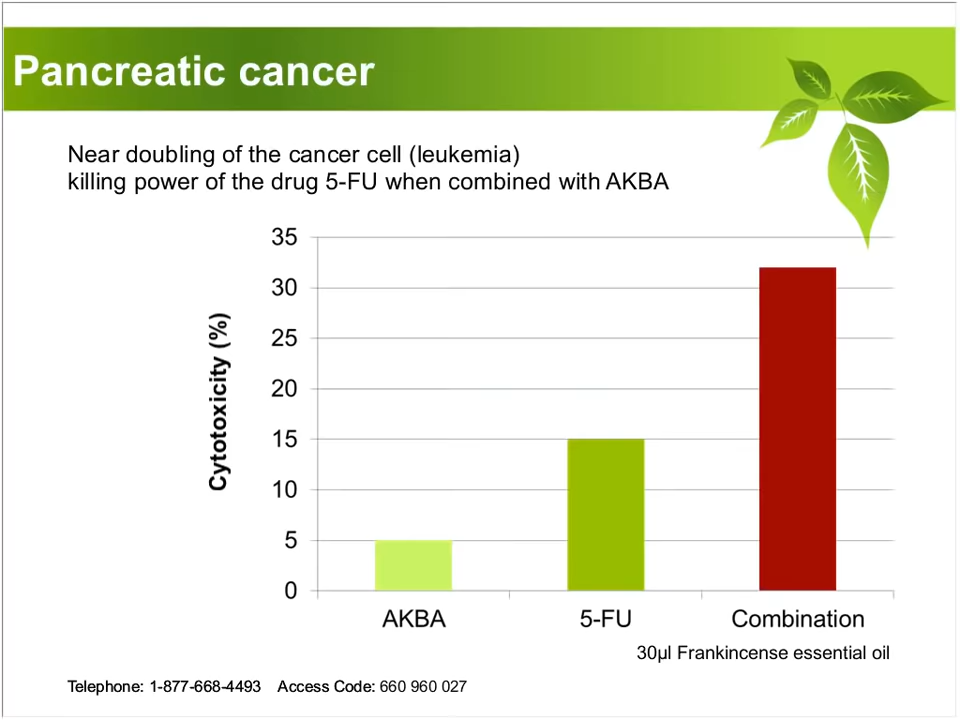 Pancreatic cancer
Near doubling of the cancer cell (leukemia)
killing power of the drug 5-FU when combined with AKBA
35
30
25
20
15
10
5
0
Cytotoxicity (%)
AKBA 5-FU Combination
30µl Frankincense essential oil
Telephone: 1-877-668-4493 Access Code: 660 960 027